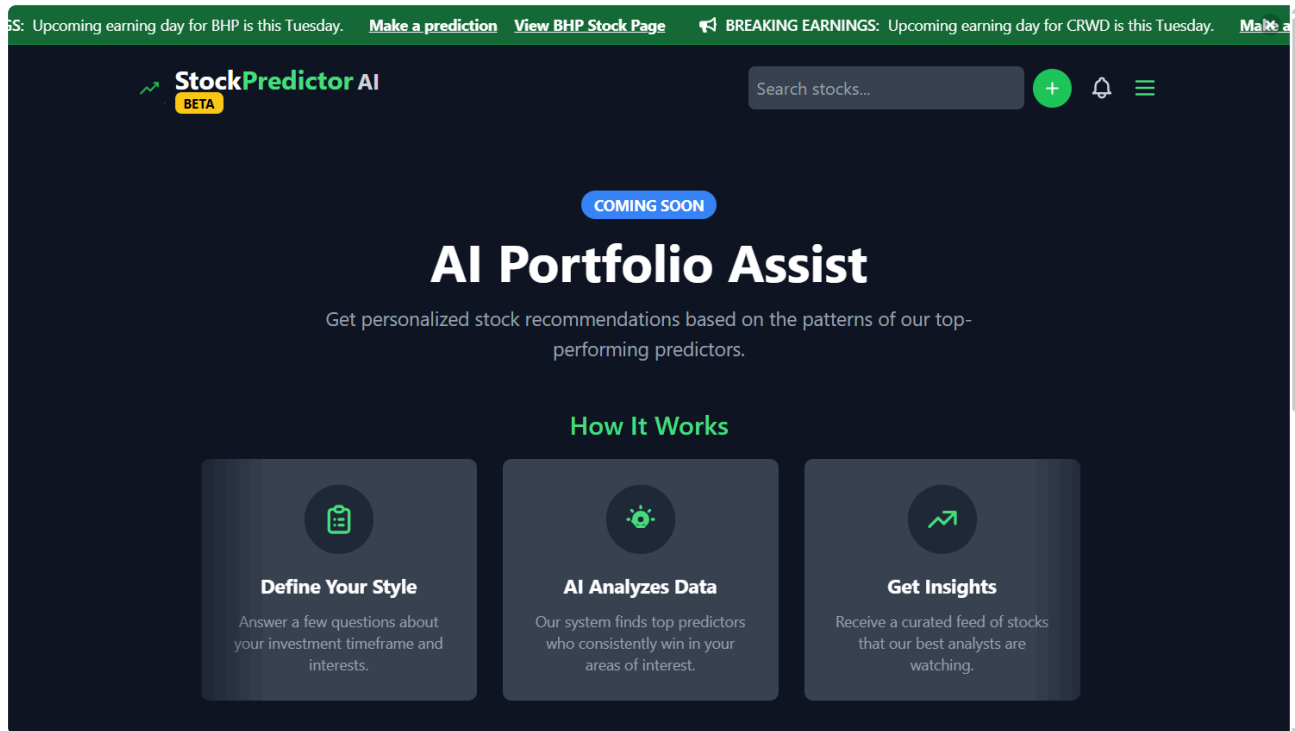 Upcoming earning day for BHP is this Tuesday. Make a prediction View BHP Stock Page BREAKING EARNINGS: Upcoming earning day for CRWD is this Tuesday.
StockPredictor AI
BETA
Search stocks...
COMING SOON
AI Portfolio Assist
Get personalized stock recommendations based on the patterns of our top-
performing predictors.
How It Works
Define Your Style
Answer a few questions about
your investment timeframe and
interests.
AI Analyzes Data
Our system finds top predictors
who consistently win in your
areas of interest.
Get Insights
Receive a curated feed of stocks
that our best analysts are
watching.